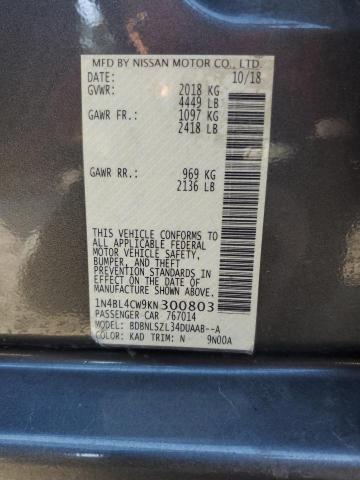 MFD BY NISSAN MOTOR CO., LTD.
DATE: 10/18
GVWR: 2018 KG
4449 LB
GAWR FR.: 1097 KG
2418 LB
GAWR RR.: 969 KG
2136 LB
THIS VEHICLE CONFORMS TO ALL
APPLICABLE U.S. FEDERAL
MOTOR VEHICLE SAFETY,
BUMPER, AND THEFT
PREVENTION STANDARDS IN
EFFECT ON THE DATE OF
MANUFACTURE SHOWN ABOVE.
1N4BL4CW9KN300803
PASSENGER CAR 767014
MODEL: BDBNLSZL34DUAAB--A
COLOR: KAD TRIM: N 9N00A